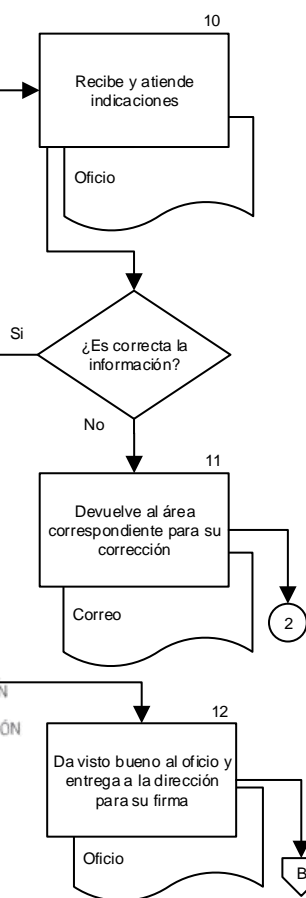 10
Recibe y atiende
indicaciones
Oficio
Si
¿Es correcta la
información?
No
11
Devuelve al área
correspondiente para su
corrección
Correo
2
N
ÓN
12
Da visto bueno al oficio y
entrega a la dirección
para su firma
Oficio
B